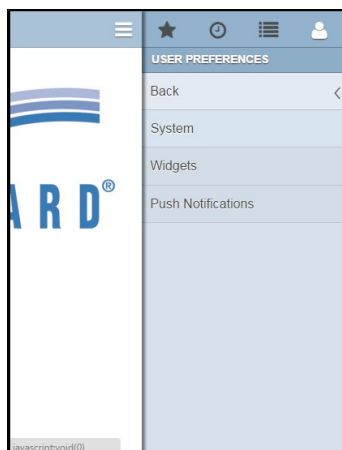 USER PREFERENCES
Back
System
ARD®
Widgets
Push Notifications
javascript:void(0)